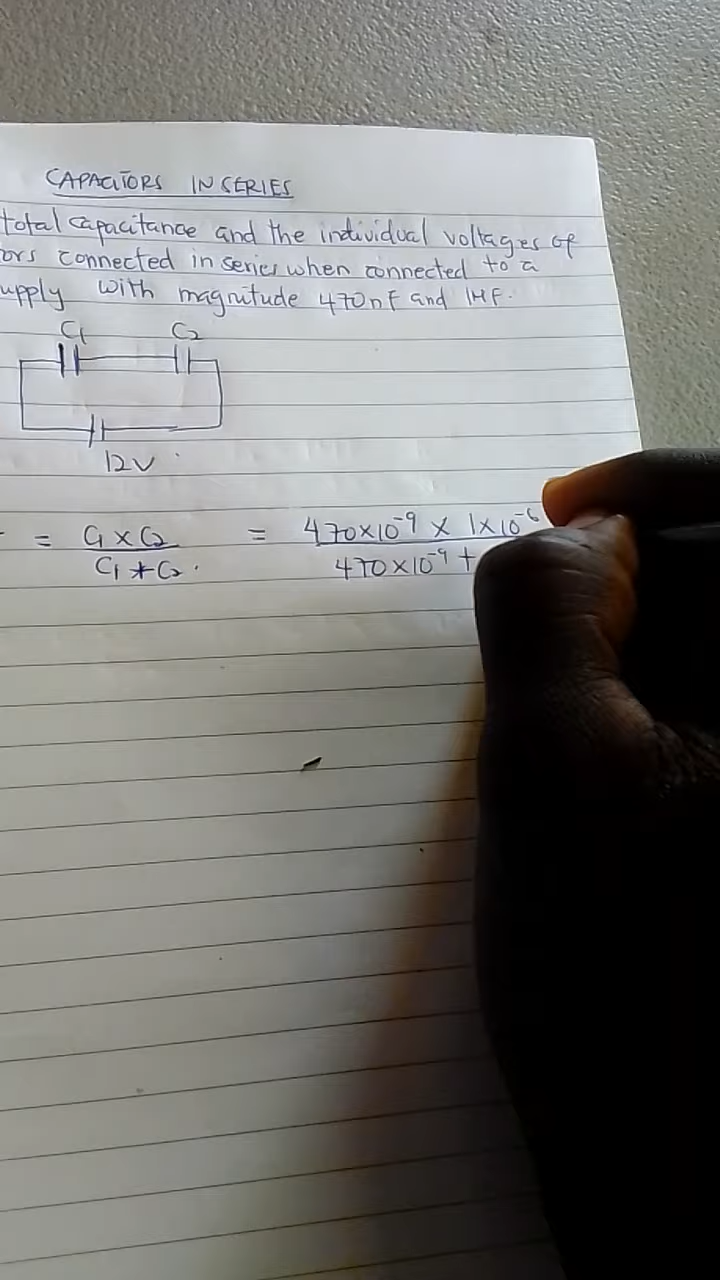 CAPACITORS IN SERIES
total capacitance and the individual voltages of
ors connected in series when connected to a
upply with magnitude 470nF and 1µF.
C1 C2
12V
= C1 x C2 = 470x10⁻⁹ x 1x10⁻⁶
C1 + C2. 470x10⁻⁹ +